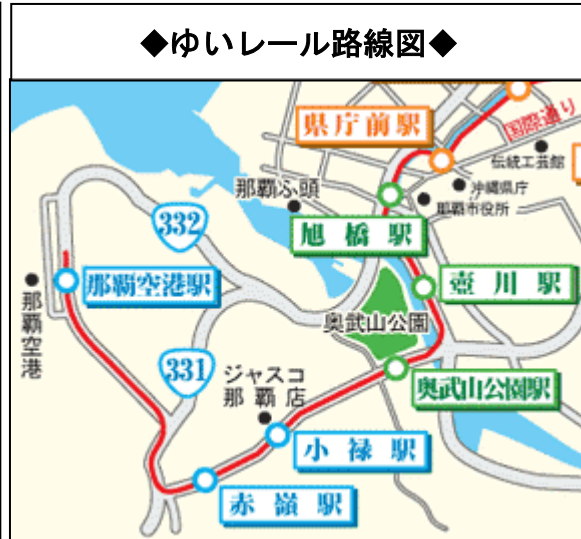 ◆ゆいレール路線図◆
県庁前駅
国際通り
伝統工芸館
沖縄県庁
那覇市役所
那覇ふ頭
332
旭橋駅
那覇空港駅
壺川駅
那覇空港
奥武山公園
331
ジャスコ
那覇店
奥武山公園駅
小禄駅
赤嶺駅